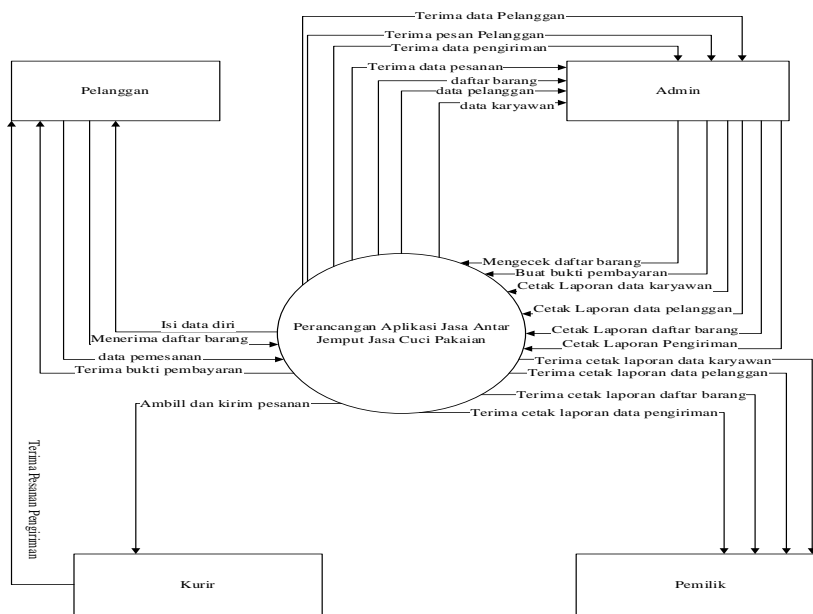 Terima data Pelanggan
Terima pesan Pelanggan
Terima data pengiriman
Terima data pesanan
daftar barang
data pelanggan
data karyawan
Pelanggan
Admin
Mengecek daftar barang
Buat bukti pembayaran
Cetak Laporan data karyawan
Cetak Laporan data pelanggan
Cetak Laporan daftar barang
Cetak Laporan Pengiriman
Perancangan Aplikasi Jasa Antar
Jemput Jasa Cuci Pakaian
Isi data diri
Menerima daftar barang
data pemesanan
Terima bukti pembayaran
Terima cetak laporan data karyawan
Terima cetak laporan data pelanggan
Terima cetak laporan daftar barang
Terima cetak laporan data pengiriman
Ambill dan kirim pesanan
Terima Pesanan Pengiriman
Kurir
Pemilik